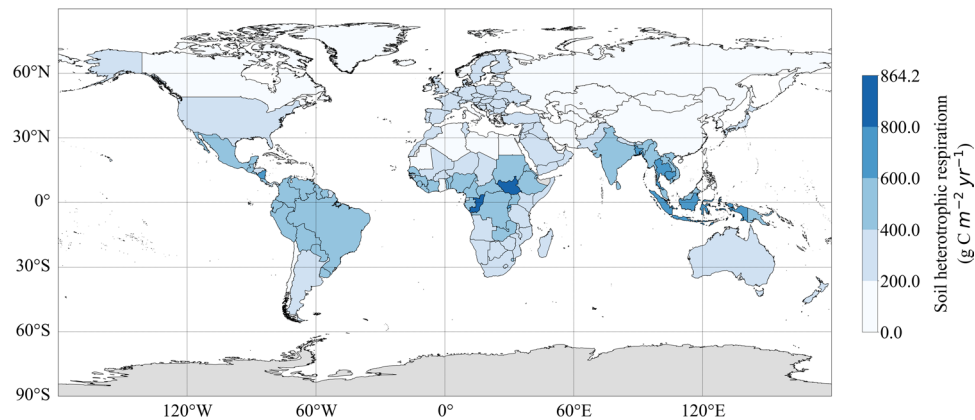 60°N
30°N
0°
30°S
60°S
90°S
120°W
60°W
0°
60°E
120°E
864.2
800.0
600.0
400.0
200.0
0.0
Soil heterotrophic respirationn
(g C m⁻² yr⁻¹)